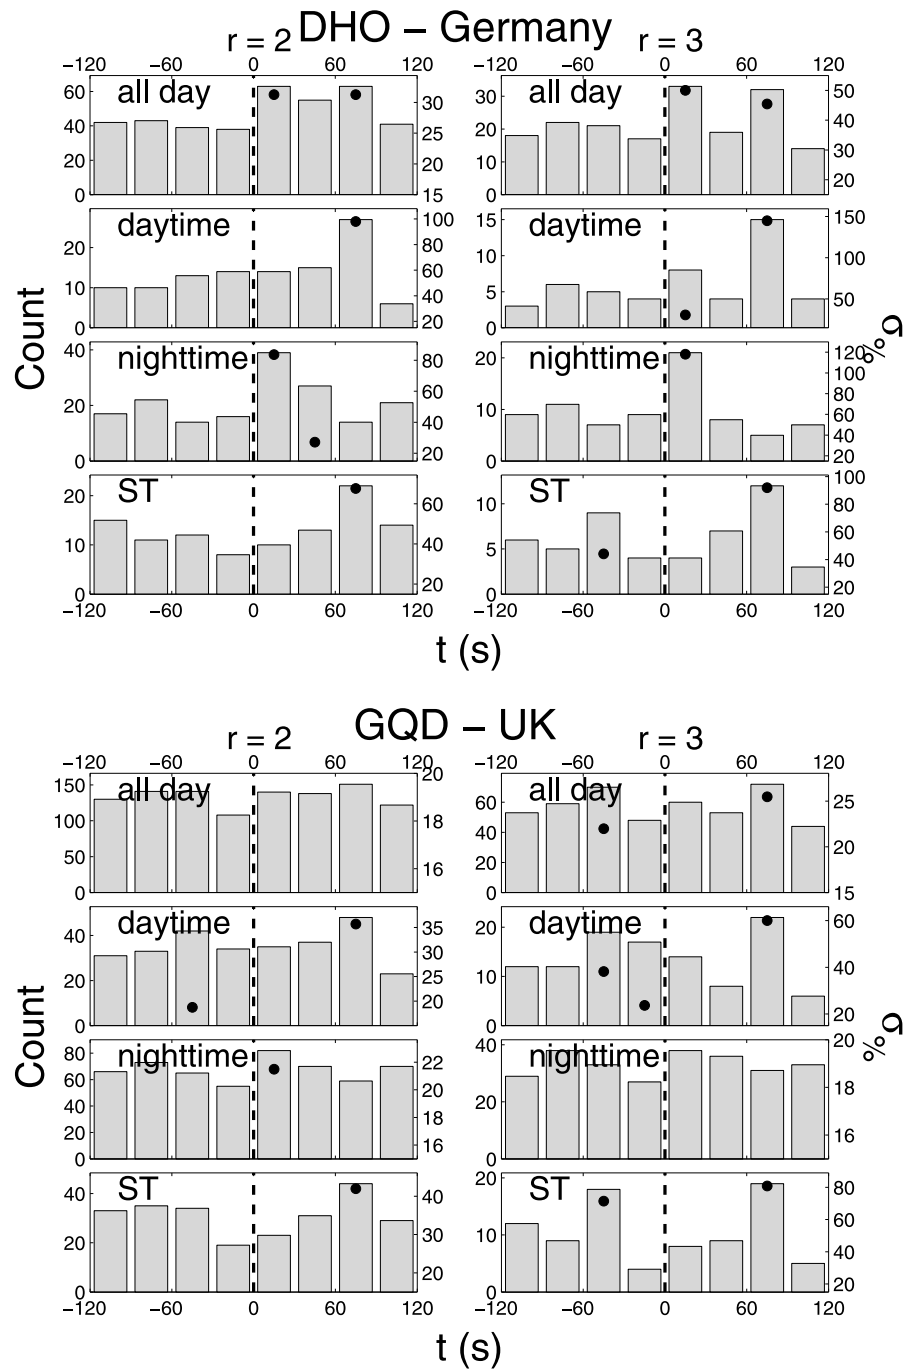 DHO – Germany
r = 2
r = 3
−120 −60 0 60 120
−120 −60 0 60 120
all day
60 40 20 0
31 27 23 19 15
all day
30 20 10 0
50 40 30 20
daytime
20 10 0
100 80 60 40 20
daytime
15 10 5 0
150 100 50
nighttime
40 20 0
80 60 40 20
nighttime
20 10 0
120 100 80 60 40 20
ST
20 10 0
60 40 20
ST
10 5 0
100 80 60 40 20
−120 −60 0 60 120
−120 −60 0 60 120
Count
σ%
t (s)
GQD – UK
r = 2
r = 3
−120 −60 0 60 120
−120 −60 0 60 120
all day
150 100 50 0
20 18 16
all day
60 40 20 0
25 20 15
daytime
40 20 0
35 30 25 20
daytime
20 10 0
60 40 20
nighttime
80 60 40 20 0
22 20 18 16
nighttime
40 20 0
20 18 16
ST
40 20 0
40 30 20
ST
20 10 0
80 60 40 20
−120 −60 0 60 120
−120 −60 0 60 120
Count
σ%
t (s)